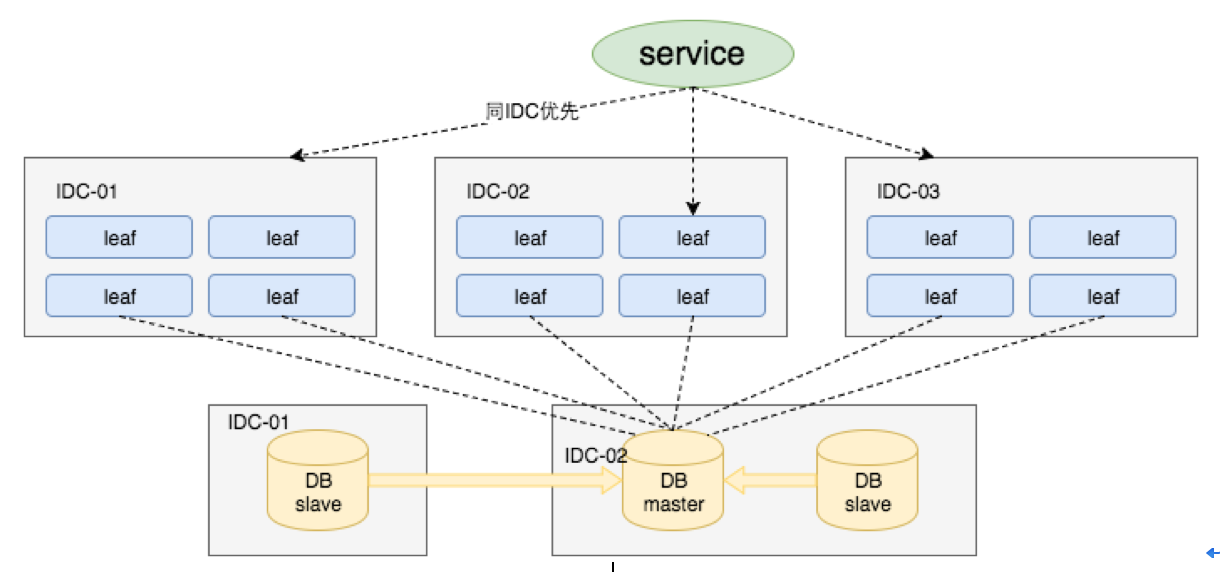 service
同IDC优先
IDC-01
IDC-02
IDC-03
leaf
leaf
leaf
leaf
leaf
leaf
leaf
leaf
leaf
leaf
leaf
leaf
IDC-01
DB
slave
IDC-02
DB
master
DB
slave